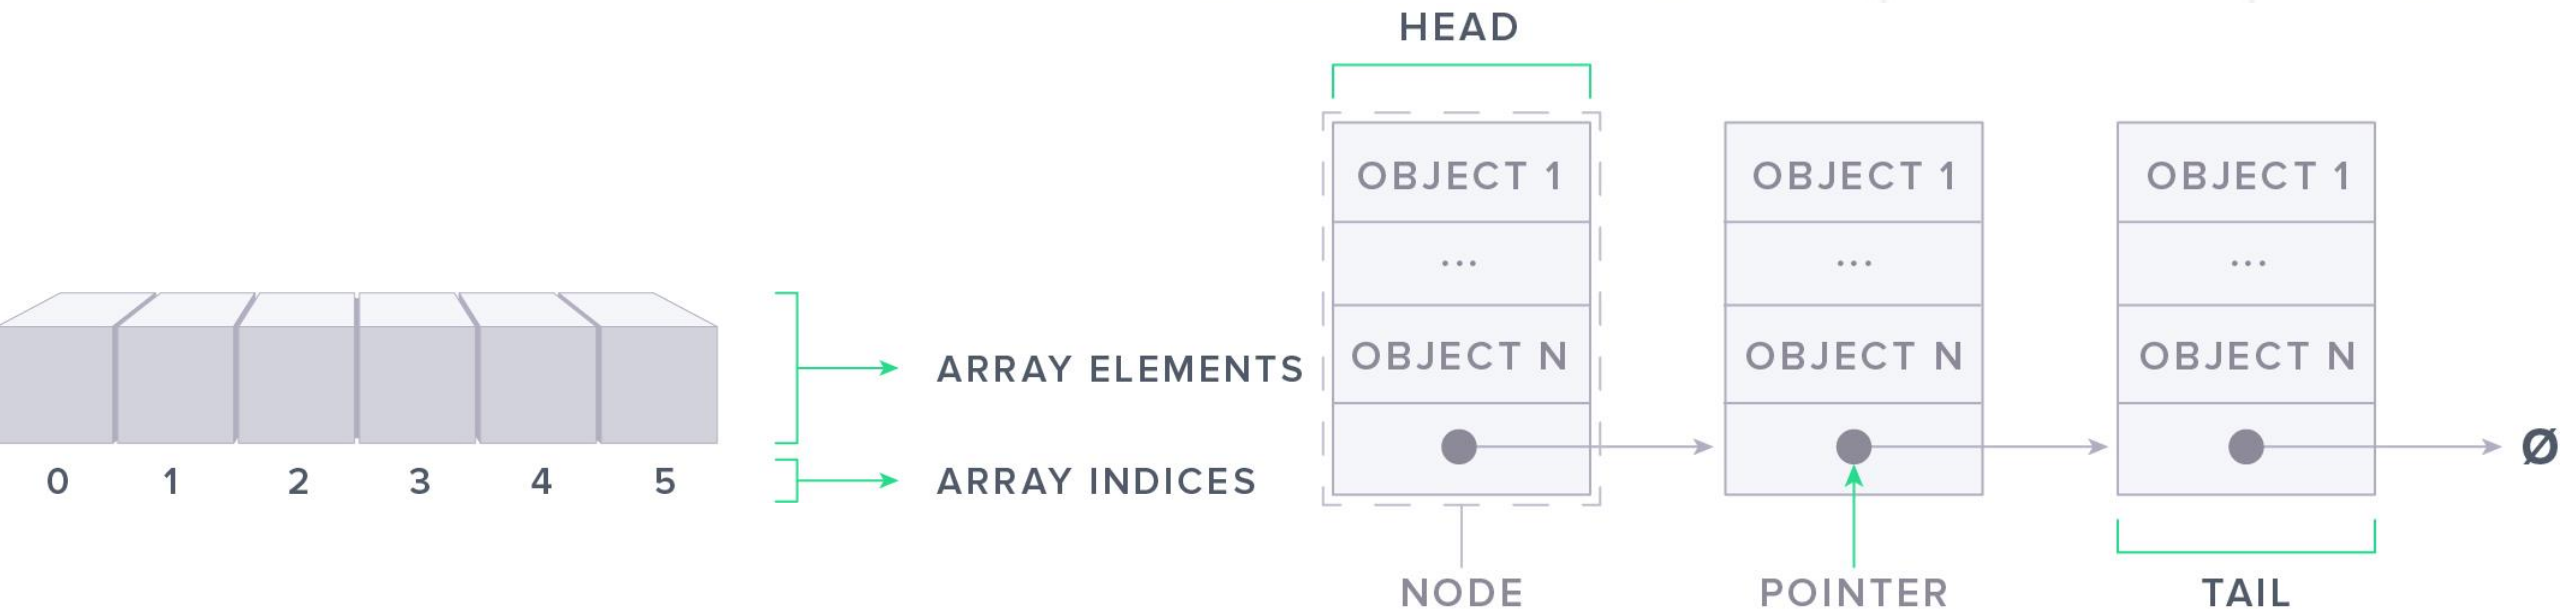 HEAD
OBJECT 1
...
OBJECT N
OBJECT 1
...
OBJECT N
OBJECT 1
...
OBJECT N
Ø
ARRAY ELEMENTS
0 1 2 3 4 5
ARRAY INDICES
NODE
POINTER
TAIL